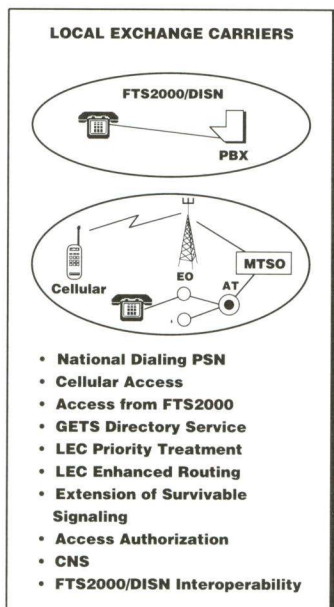 LOCAL EXCHANGE CARRIERS
FTS2000/DISN
PBX
Cellular
EO
MTSO
AT
• National Dialing PSN
• Cellular Access
• Access from FTS2000
• GETS Directory Service
• LEC Priority Treatment
• LEC Enhanced Routing
• Extension of Survivable
Signaling
• Access Authorization
• CNS
• FTS2000/DISN Interoperability